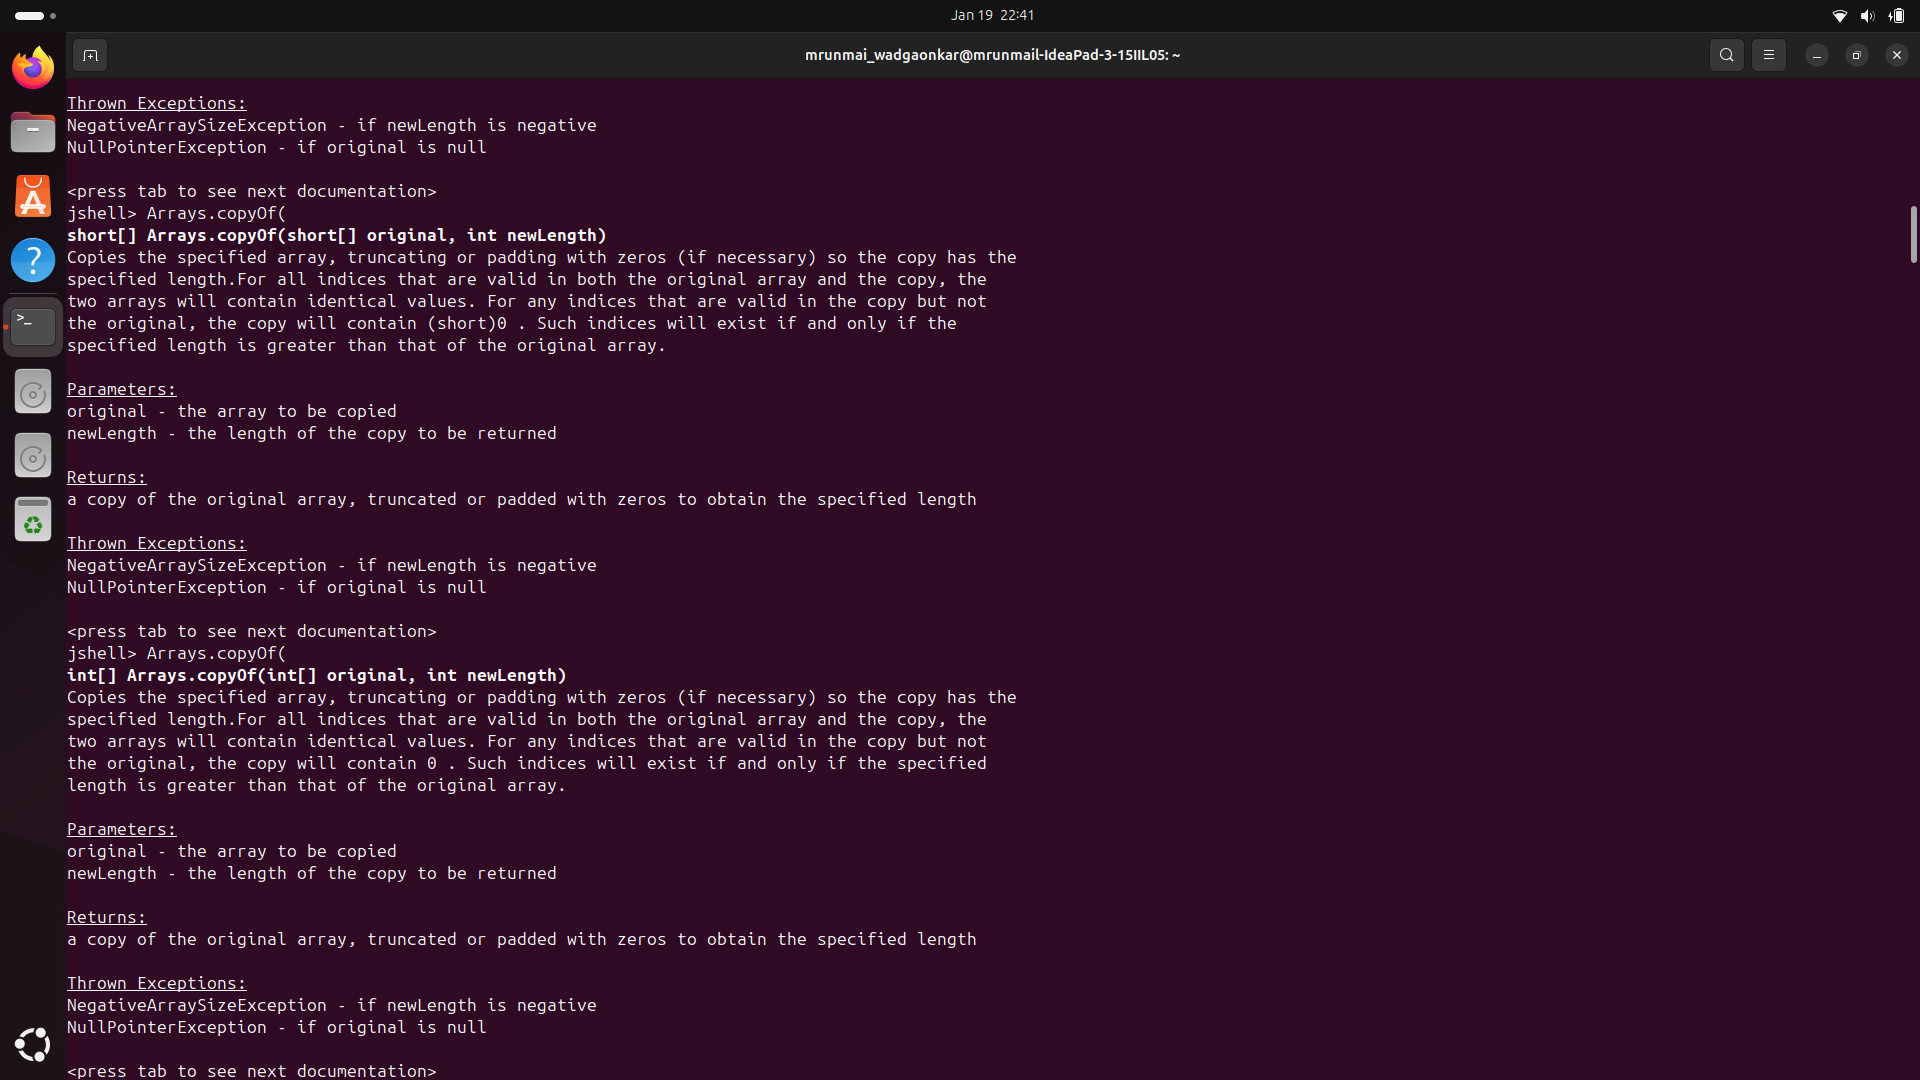 Jan 19 22:41
mrunmai_wadgaonkar@mrunmail-IdeaPad-3-15IIL05: ~
Thrown Exceptions:
NegativeArraySizeException - if newLength is negative
NullPointerException - if original is null
<press tab to see next documentation>
jshell> Arrays.copyOf(
short[] Arrays.copyOf(short[] original, int newLength)
Copies the specified array, truncating or padding with zeros (if necessary) so the copy has the
specified length.For all indices that are valid in both the original array and the copy, the
two arrays will contain identical values. For any indices that are valid in the copy but not
the original, the copy will contain (short)0 . Such indices will exist if and only if the
specified length is greater than that of the original array.
Parameters:
original - the array to be copied
newLength - the length of the copy to be returned
Returns:
a copy of the original array, truncated or padded with zeros to obtain the specified length
Thrown Exceptions:
NegativeArraySizeException - if newLength is negative
NullPointerException - if original is null
<press tab to see next documentation>
jshell> Arrays.copyOf(
int[] Arrays.copyOf(int[] original, int newLength)
Copies the specified array, truncating or padding with zeros (if necessary) so the copy has the
specified length.For all indices that are valid in both the original array and the copy, the
two arrays will contain identical values. For any indices that are valid in the copy but not
the original, the copy will contain 0 . Such indices will exist if and only if the specified
length is greater than that of the original array.
Parameters:
original - the array to be copied
newLength - the length of the copy to be returned
Returns:
a copy of the original array, truncated or padded with zeros to obtain the specified length
Thrown Exceptions:
NegativeArraySizeException - if newLength is negative
NullPointerException - if original is null
<press tab to see next documentation>